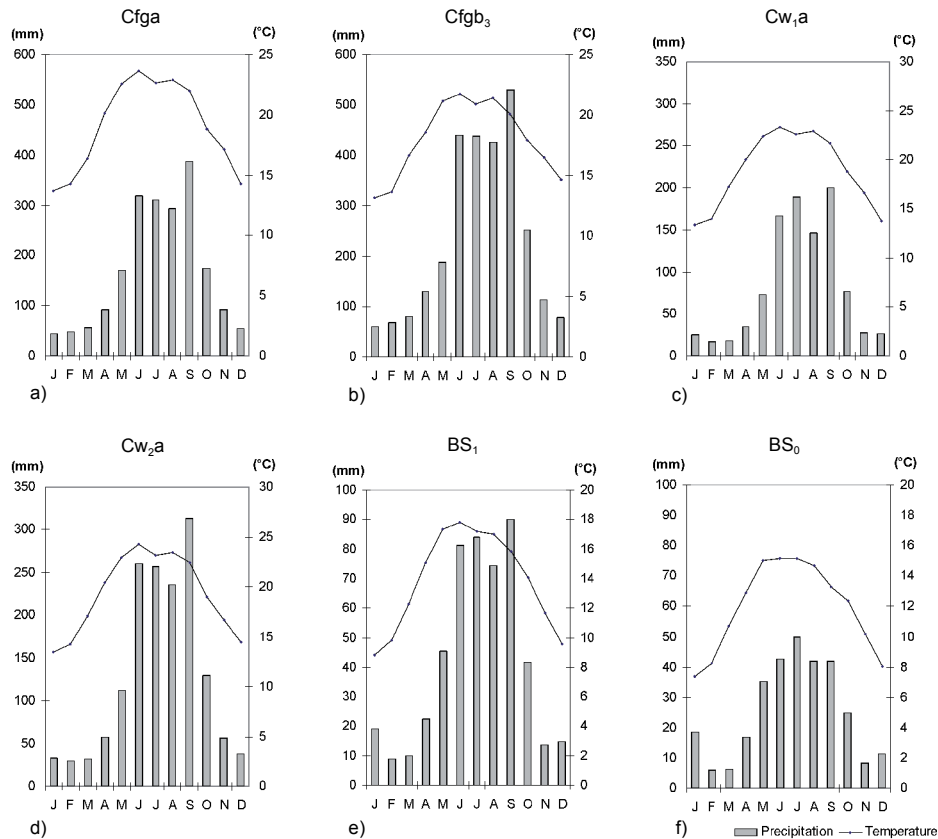 Cfga
(mm) (°C)
600 25
500 20
400 15
300
200 10
100 5
0 0
J F M A M J J A S O N D
a)
Cfgb₃
(mm) (°C)
600 25
500 20
400 15
300
200 10
100 5
0 0
J F M A M J J A S O N D
b)
Cw₁a
(mm) (°C)
350 30
300 25
250 20
200 15
150
100 10
50 5
0 0
J F M A M J J A S O N D
c)
Cw₂a
(mm) (°C)
350 30
300 25
250 20
200 15
150
100 10
50 5
0 0
J F M A M J J A S O N D
d)
BS₁
(mm) (°C)
100 20
90 18
80 16
70 14
60 12
50 10
40 8
30 6
20 4
10 2
0 0
J F M A M J J A S O N D
e)
BS₀
(mm) (°C)
100 20
90 18
80 16
70 14
60 12
50 10
40 8
30 6
20 4
10 2
0 0
J F M A M J J A S O N D
f) Precipitation Temperature